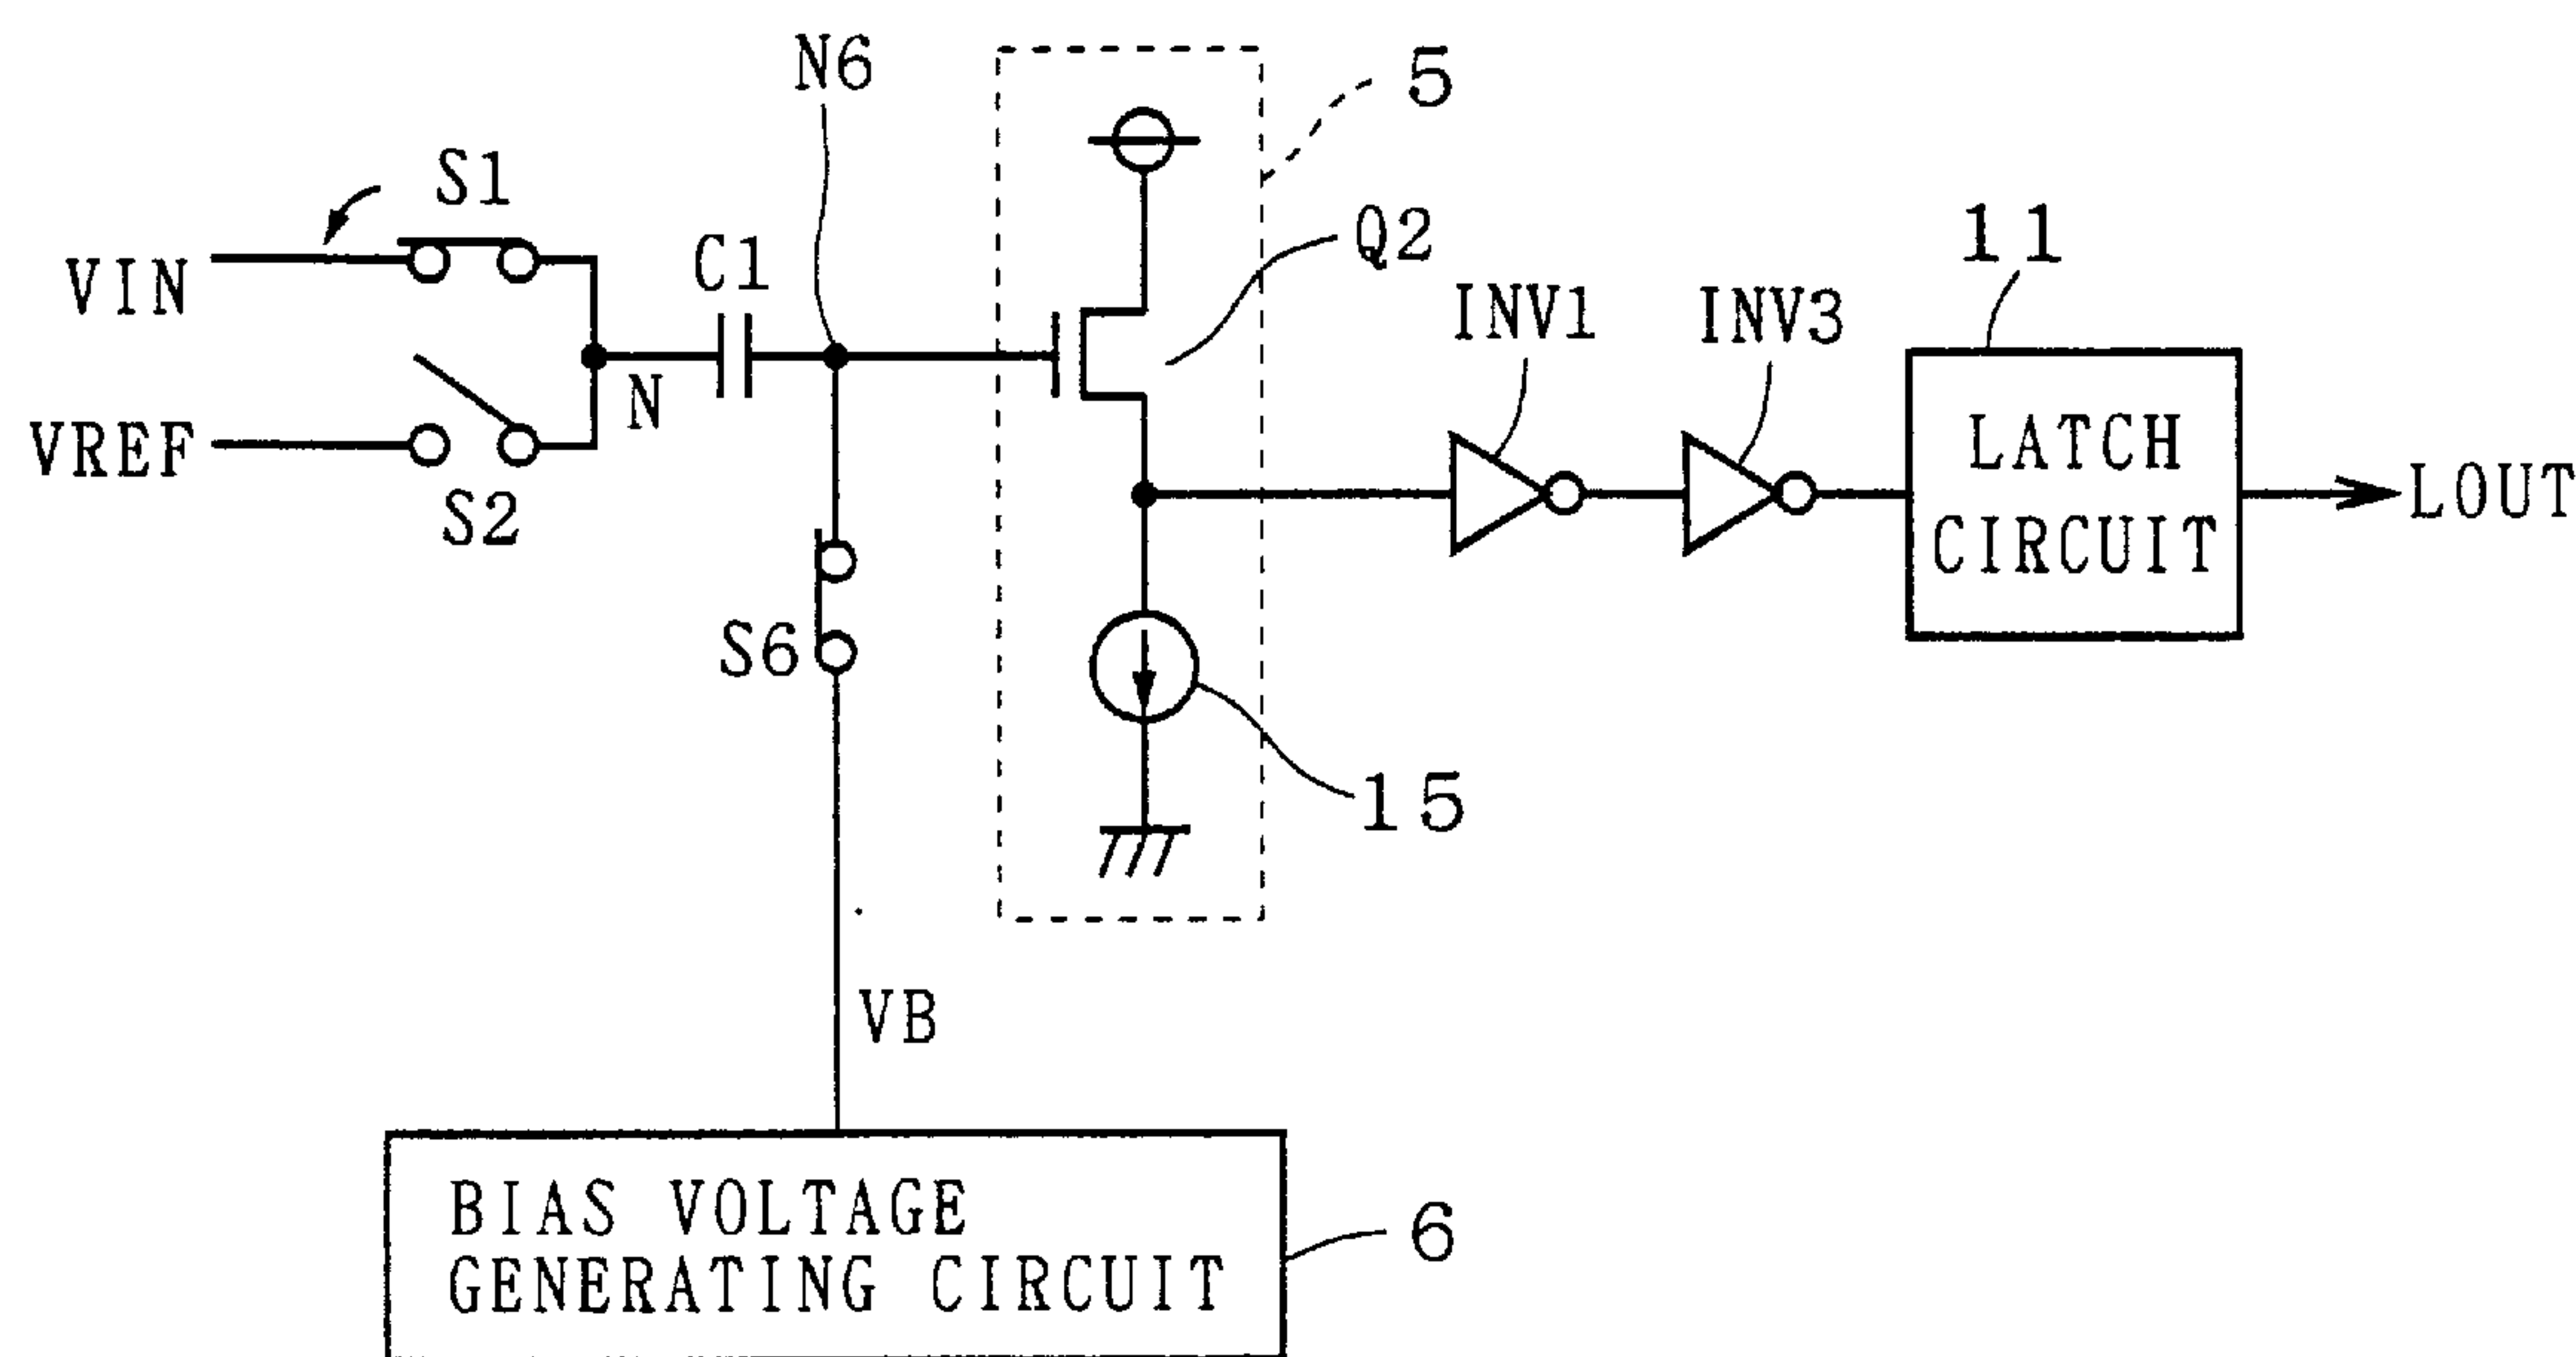 N6
5
S1
VIN
C1
Q2
11
INV1
INV3
N
VREF
S2
LATCH
CIRCUIT
LOUT
S6
15
VB
BIAS VOLTAGE
GENERATING CIRCUIT
6